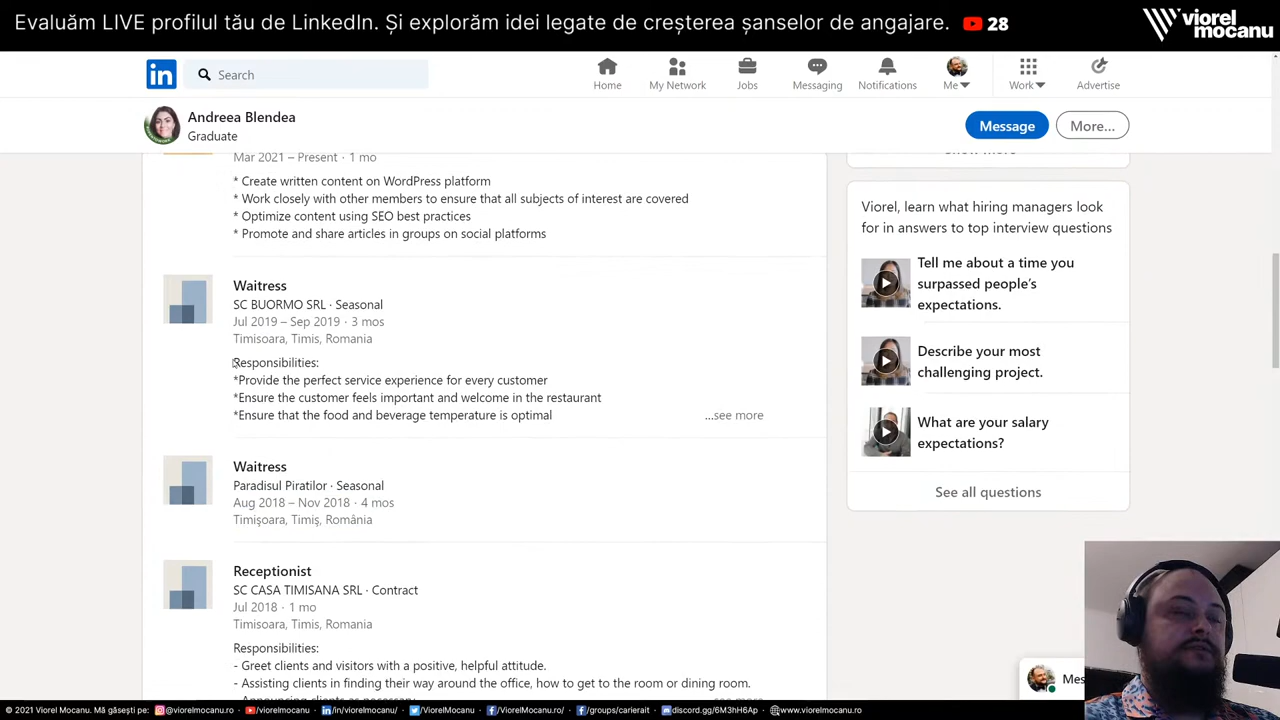 Evaluăm LIVE profilul tău de LinkedIn. Și explorăm idei legate de creșterea șanselor de angajare. 28
viorel
mocanu
in
Search
Home
My Network
Jobs
Messaging
Notifications
Me
Work
Advertise
Andreea Blendea
Graduate
Message
More...
Mar 2021 – Present · 1 mo
* Create written content on WordPress platform
* Work closely with other members to ensure that all subjects of interest are covered
* Optimize content using SEO best practices
* Promote and share articles in groups on social platforms
Waitress
SC BUORMO SRL · Seasonal
Jul 2019 – Sep 2019 · 3 mos
Timisoara, Timis, Romania
Responsibilities:
*Provide the perfect service experience for every customer
*Ensure the customer feels important and welcome in the restaurant
*Ensure that the food and beverage temperature is optimal
...see more
Waitress
Paradisul Piratilor · Seasonal
Aug 2018 – Nov 2018 · 4 mos
Timișoara, Timiș, România
Receptionist
SC CASA TIMISANA SRL · Contract
Jul 2018 · 1 mo
Timisoara, Timis, Romania
Responsibilities:
- Greet clients and visitors with a positive, helpful attitude.
- Assisting clients in finding their way around the office, how to get to the room or dining room.
Viorel, learn what hiring managers look
for in answers to top interview questions
Tell me about a time you
surpassed people's
expectations.
Describe your most
challenging project.
What are your salary
expectations?
See all questions
Mes
© 2021 Viorel Mocanu. Mă găsești pe: @viorelmocanu.ro /viorelmocanu.ro /in/viorelmocanu/ /ViorelMocanu /ViorelMocanu.ro /groups/carierait discord.gg/6M3hH6Ap www.viorelmocanu.ro